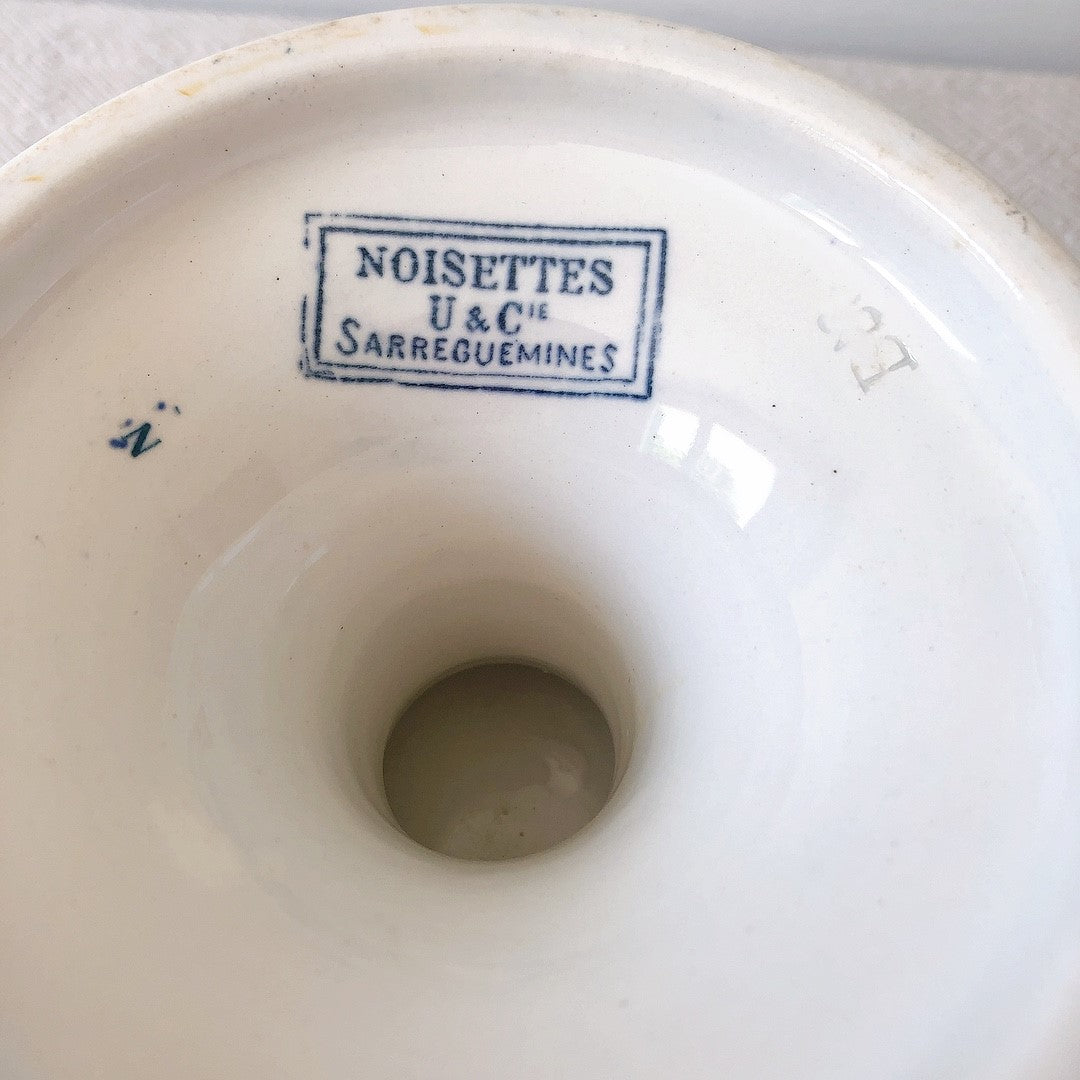 NOISETTES
U & CIE
SARREGUEMINES
N